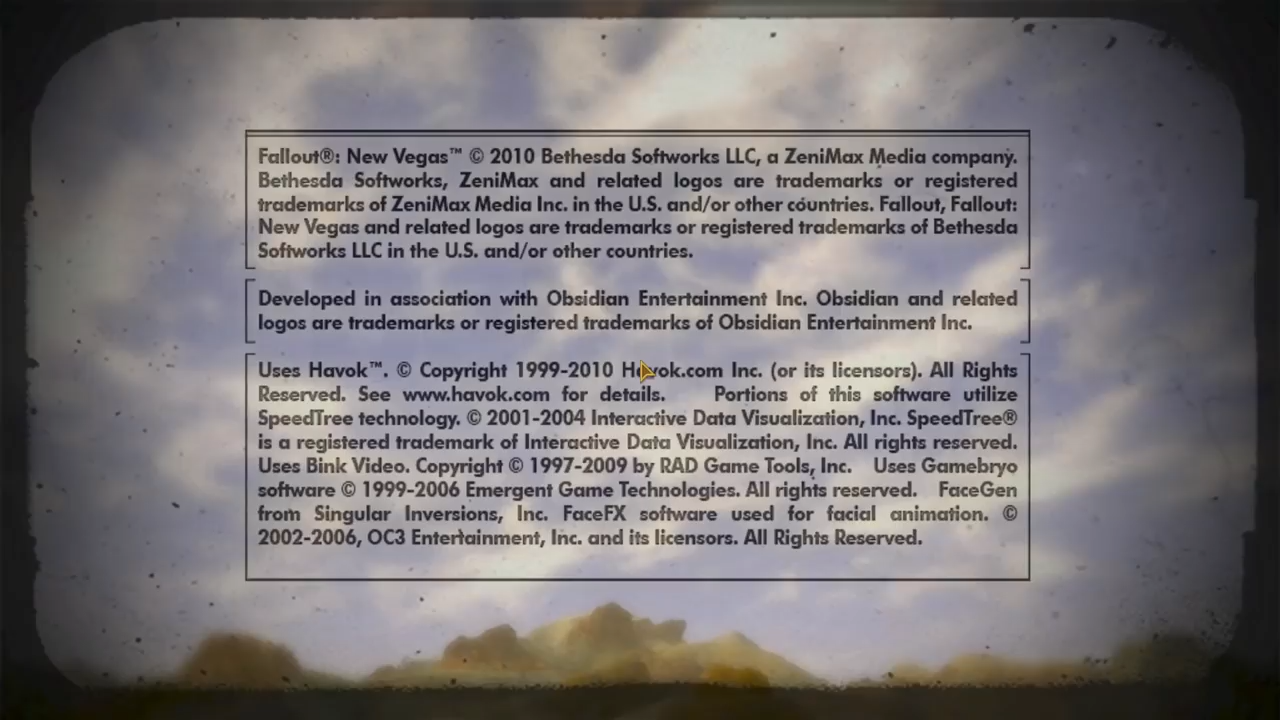 Fallout®: New Vegas™ © 2010 Bethesda Softworks LLC, a ZeniMax Media company.
Bethesda Softworks, ZeniMax and related logos are trademarks or registered
trademarks of ZeniMax Media Inc. in the U.S. and/or other countries. Fallout, Fallout:
New Vegas and related logos are trademarks or registered trademarks of Bethesda
Softworks LLC in the U.S. and/or other countries.
Developed in association with Obsidian Entertainment Inc. Obsidian and related
logos are trademarks or registered trademarks of Obsidian Entertainment Inc.
Uses Havok™. © Copyright 1999-2010 Havok.com Inc. (or its licensors). All Rights
Reserved. See www.havok.com for details. Portions of this software utilize
SpeedTree technology. © 2001-2004 Interactive Data Visualization, Inc. SpeedTree®
is a registered trademark of Interactive Data Visualization, Inc. All rights reserved.
Uses Bink Video. Copyright © 1997-2009 by RAD Game Tools, Inc. Uses Gamebryo
software © 1999-2006 Emergent Game Technologies. All rights reserved. FaceGen
from Singular Inversions, Inc. FaceFX software used for facial animation. ©
2002-2006, OC3 Entertainment, Inc. and its licensors. All Rights Reserved.